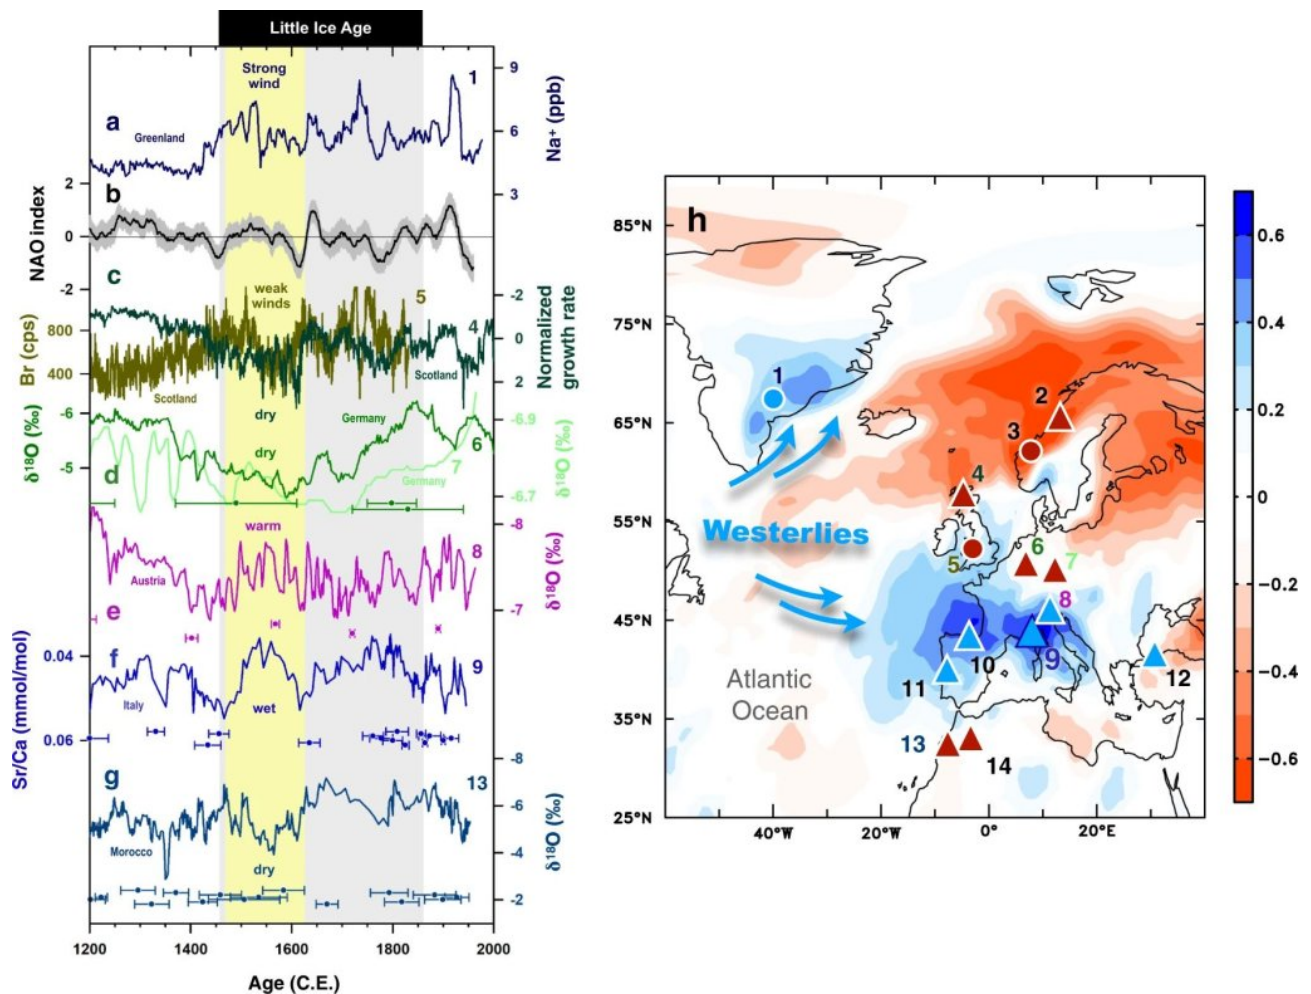 Little Ice Age
Strong
wind
1
9
a
Greenland
6
Na⁺ (ppb)
3
2
b
0
NAO index
-2
c
weak
winds
5
-2
800
4
0
Br (cps)
400
Scotland
Scotland
2
Normalized
growth rate
-6
dry
Germany
-6.9
δ¹⁸O (‰)
-5
dry
6
d
7
Germany
-6.7
δ¹⁸O (‰)
warm
-8
8
Austria
e
-7
δ¹⁸O (‰)
0.04
f
9
Italy
wet
Sr/Ca (mmol/mol)
0.06
-8
g
13
-6
Morocco
-4
δ¹⁸O (‰)
dry
-2
1200
1400
1600
1800
2000
Age (C.E.)
h
85°N
75°N
65°N
55°N
45°N
35°N
25°N
1
2
3
4
Westerlies
5
6
7
8
9
10
11
12
Atlantic
Ocean
13
14
40°W
20°W
0°
20°E
0.6
0.4
0.2
0
-0.2
-0.4
-0.6